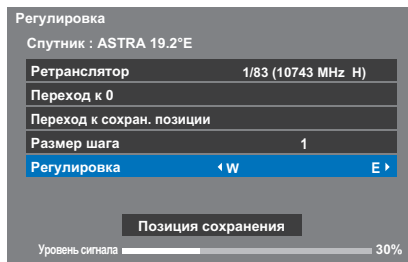 Регулировка
Спутник : ASTRA 19.2°E
Ретранслятор 1/83 (10743 MHz H)
Переход к 0
Переход к сохран. позиции
Размер шага 1
Регулировка W E
Позиция сохранения
Уровень сигнала 30%